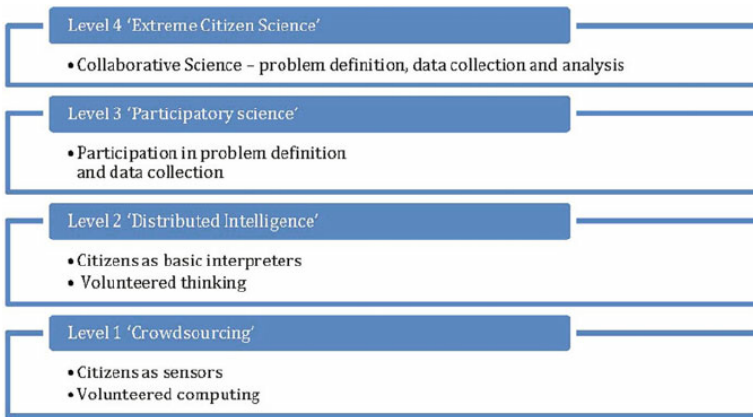 Level 4 ‘Extreme Citizen Science’
• Collaborative Science – problem definition, data collection and analysis
Level 3 ‘Participatory science’
• Participation in problem definition
and data collection
Level 2 ‘Distributed Intelligence’
• Citizens as basic interpreters
• Volunteered thinking
Level 1 ‘Crowdsourcing’
• Citizens as sensors
• Volunteered computing